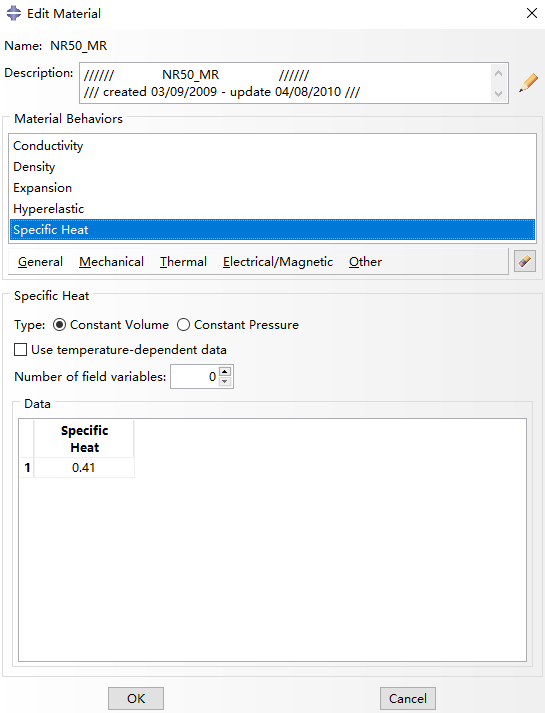 Edit Material
Name: NR50_MR
Description: ////// NR50_MR //////
/// created 03/09/2009 - update 04/08/2010 ///
Material Behaviors
Conductivity
Density
Expansion
Hyperelastic
Specific Heat
General Mechanical Thermal Electrical/Magnetic Other
Specific Heat
Type: Constant Volume Constant Pressure
Use temperature-dependent data
Number of field variables: 0
Data
Specific
Heat
1 0.41
OK Cancel